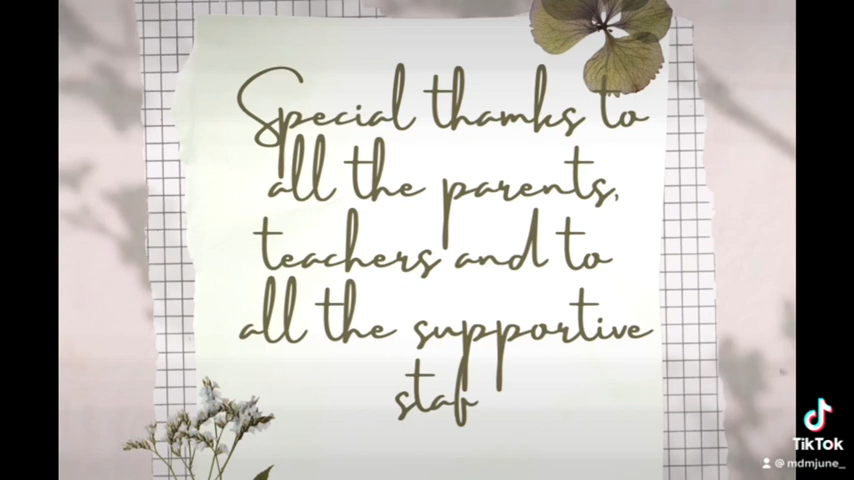 Special thamks to
all the parents,
teachers and to
all the supportive
staf
TikTok
@mdmjune_